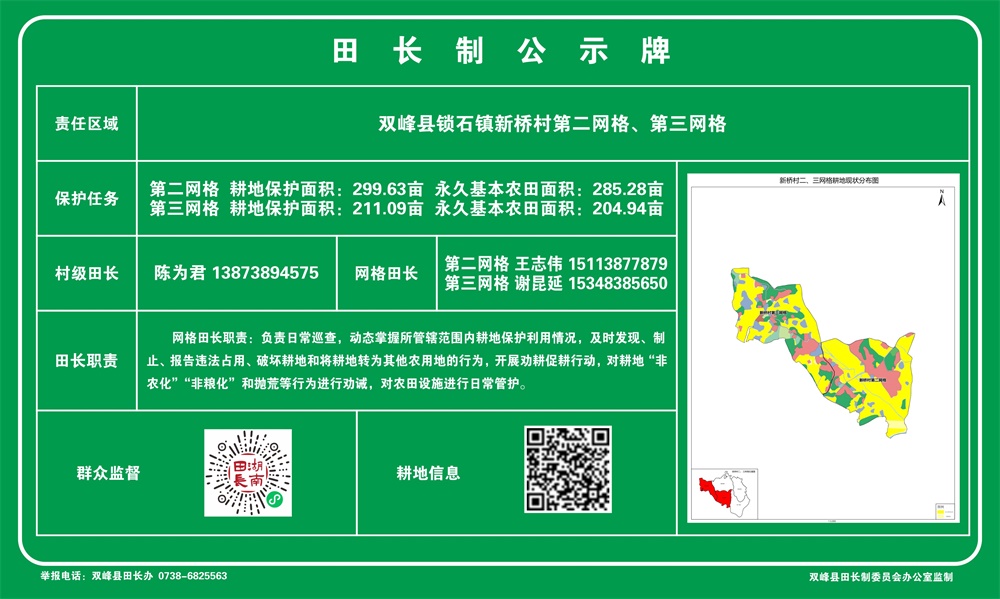 田长制公示牌
责任区域
双峰县锁石镇新桥村第二网格、第三网格
保护任务
第二网格 耕地保护面积：299.63亩 永久基本农田面积：285.28亩
第三网格 耕地保护面积：211.09亩 永久基本农田面积：204.94亩
村级田长
陈为君 13873894575
网格田长
第二网格 王志伟 15113877879
第三网格 谢昆延 15348385650
田长职责
网格田长职责：负责日常巡查，动态掌握所管辖范围内耕地保护利用情况，及时发现、制
止、报告违法占用、破坏耕地和将耕地转为其他农用地的行为，开展劝耕促耕行动，对耕地“非
农化”“非粮化”和抛荒等行为进行劝诫，对农田设施进行日常管护。
群众监督
湖南田長
耕地信息
新桥村二、三网格耕地现状分布图
N
新桥村第三网格
新桥村第二网格
举报电话：双峰县田长办 0738-6825563
双峰县田长制委员会办公室监制